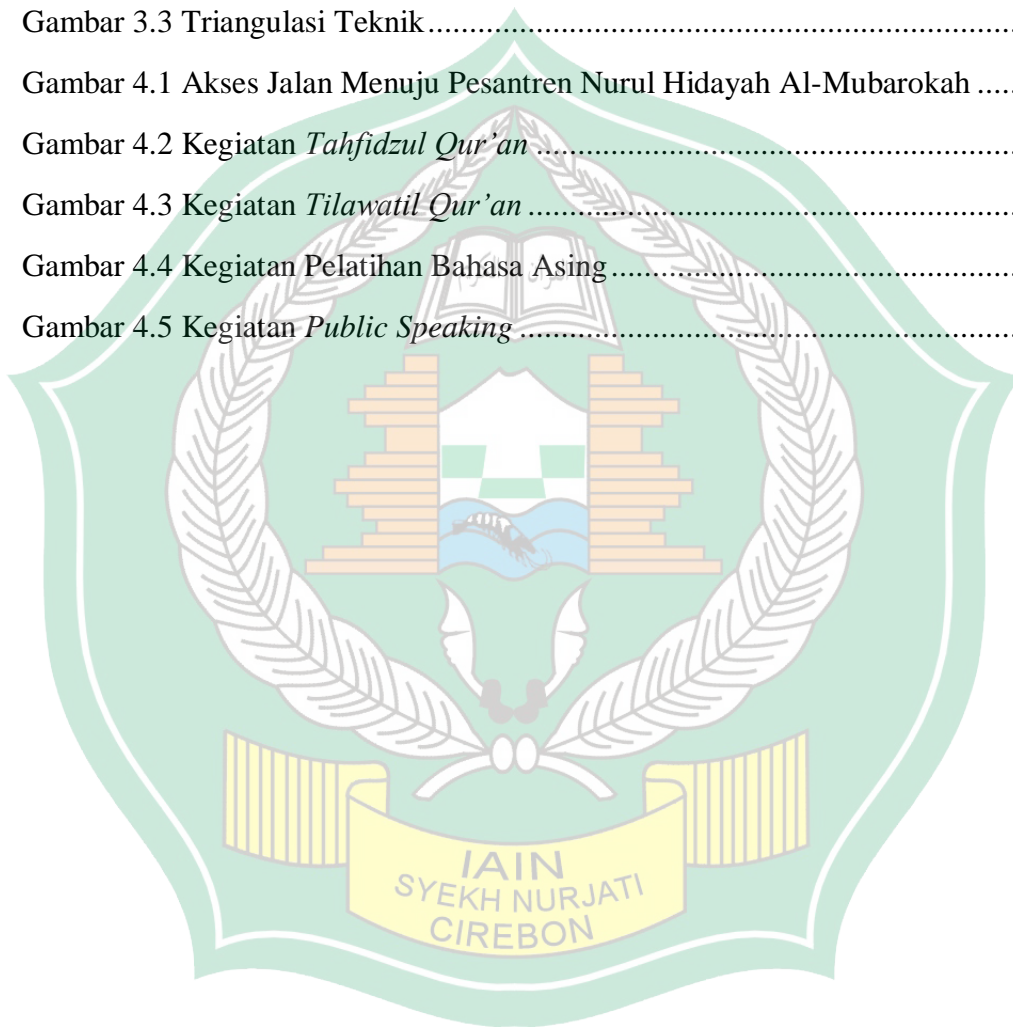 Gambar 3.3 Triangulasi Teknik....................................................................................
Gambar 4.1 Akses Jalan Menuju Pesantren Nurul Hidayah Al-Mubarokah .....
Gambar 4.2 Kegiatan Tahfidzul Qur’an......................................................................
Gambar 4.3 Kegiatan Tilawatil Qur’an.......................................................................
Gambar 4.4 Kegiatan Pelatihan Bahasa Asing...........................................................
Gambar 4.5 Kegiatan Public Speaking........................................................................
IAIN
SYEKH NURJATI
CIREBON